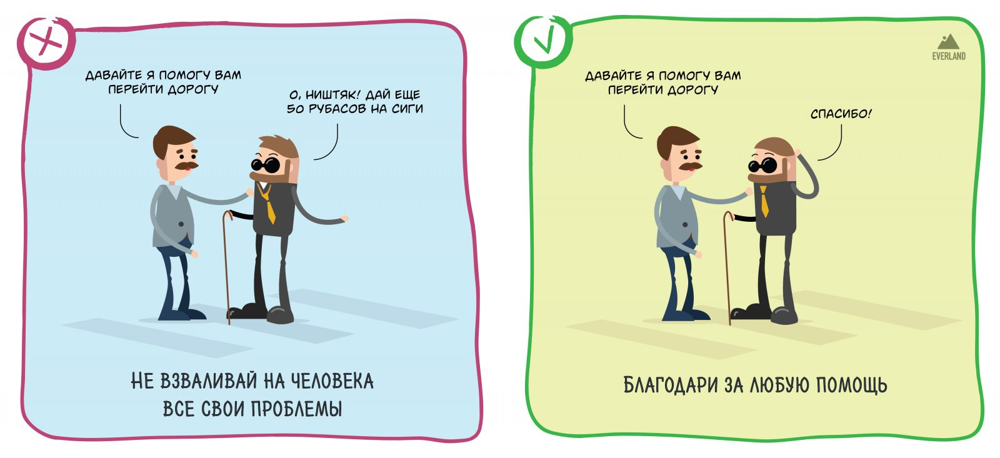 ДАВАЙТЕ Я ПОМОГУ ВАМ
ПЕРЕЙТИ ДОРОГУ
О, НИШТЯК! ДАЙ ЕЩЕ
50 РУБАСОВ НА СИГИ
НЕ ВЗВАЛИВАЙ НА ЧЕЛОВЕКА
ВСЕ СВОИ ПРОБЛЕМЫ
EVERLAND
ДАВАЙТЕ Я ПОМОГУ ВАМ
ПЕРЕЙТИ ДОРОГУ
СПАСИБО!
БЛАГОДАРИ ЗА ЛЮБУЮ ПОМОЩЬ